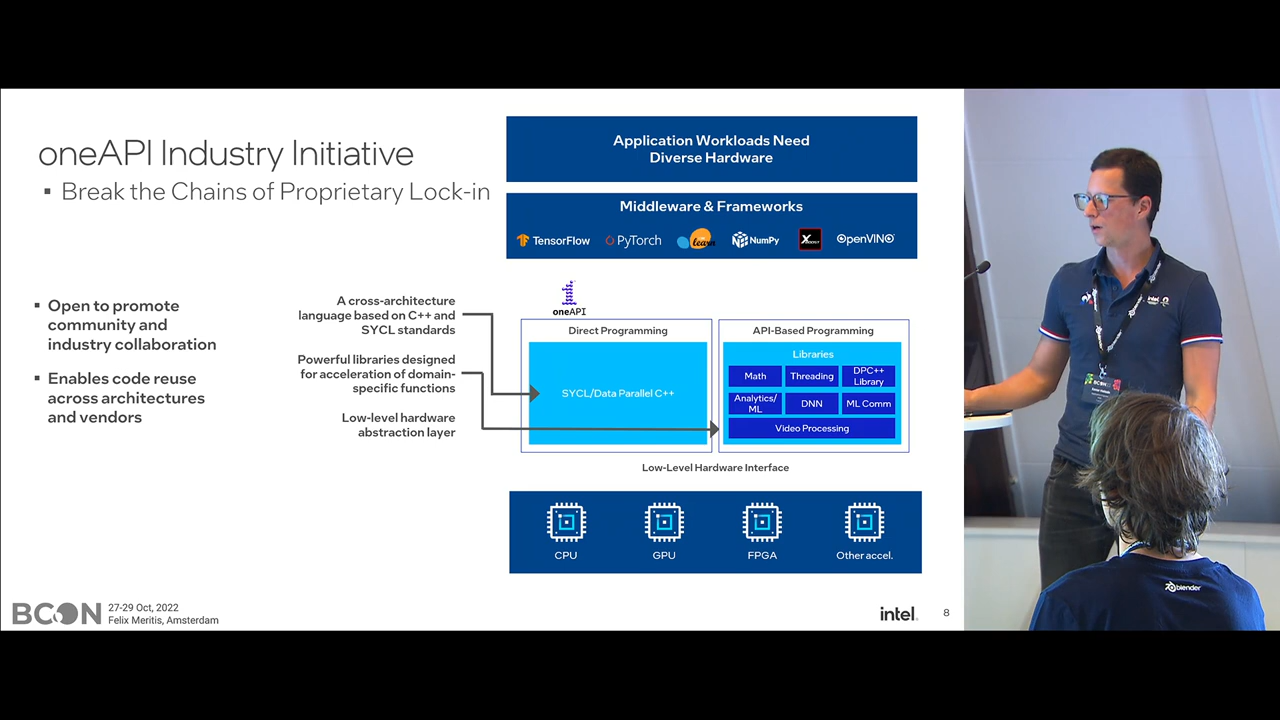 oneAPI Industry Initiative
▪ Break the Chains of Proprietary Lock-in
▪ Open to promote
community and
industry collaboration
▪ Enables code reuse
across architectures
and vendors
A cross-architecture
language based on C++ and
SYCL standards
Powerful libraries designed
for acceleration of domain-
specific functions
Low-level hardware
abstraction layer
Application Workloads Need
Diverse Hardware
Middleware & Frameworks
TensorFlow
PyTorch
learn
NumPy
OpenVINO
oneAPI
Direct Programming
SYCL/Data Parallel C++
API-Based Programming
Libraries
Math
Threading
DPC++
Library
Analytics/
ML
DNN
ML Comm
Video Processing
Low-Level Hardware Interface
CPU
GPU
FPGA
Other accel.
BCON
27-29 Oct, 2022
Felix Meritis, Amsterdam
intel.
8
intel
BCON
blender